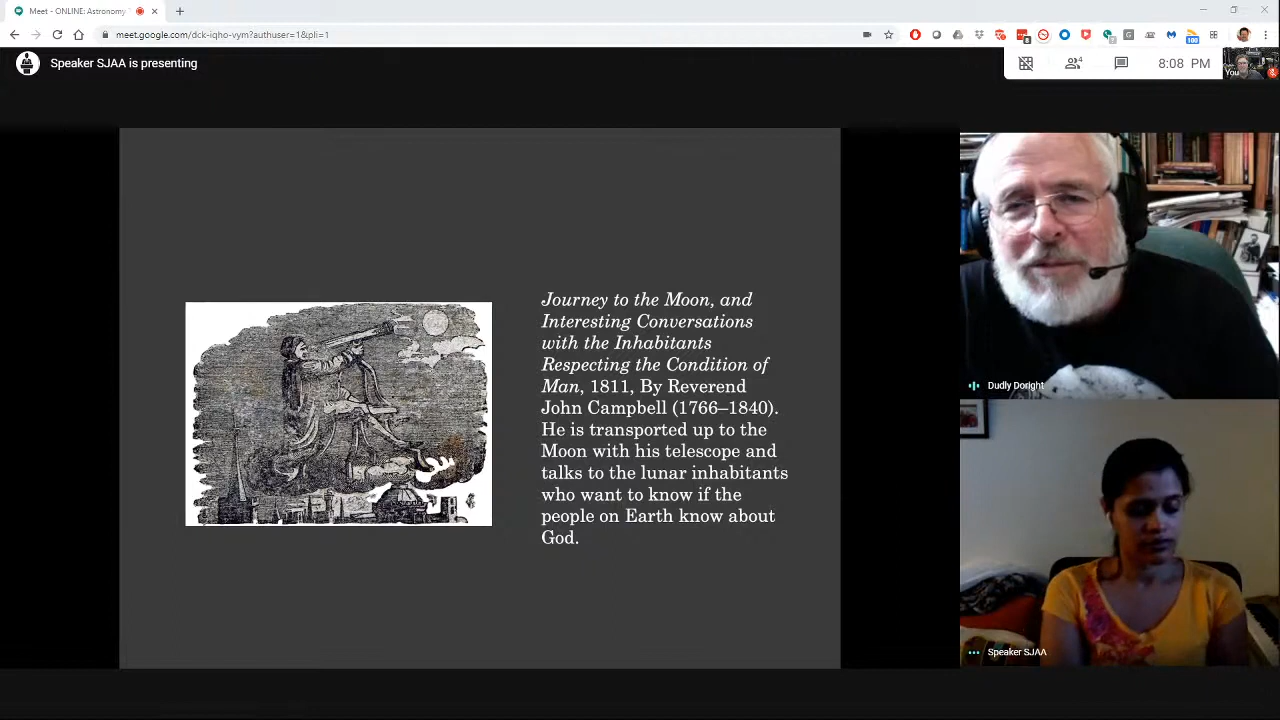 Meet - ONLINE: Astronomy
meet.google.com/dck-iqho-vym?authuser=1&pli=1
Speaker SJAA is presenting
4
8:08 PM
You
Journey to the Moon, and
Interesting Conversations
with the Inhabitants
Respecting the Condition of
Man, 1811, By Reverend
John Campbell (1766–1840).
He is transported up to the
Moon with his telescope and
talks to the lunar inhabitants
who want to know if the
people on Earth know about
God.
Dudly Doright
Speaker SJAA